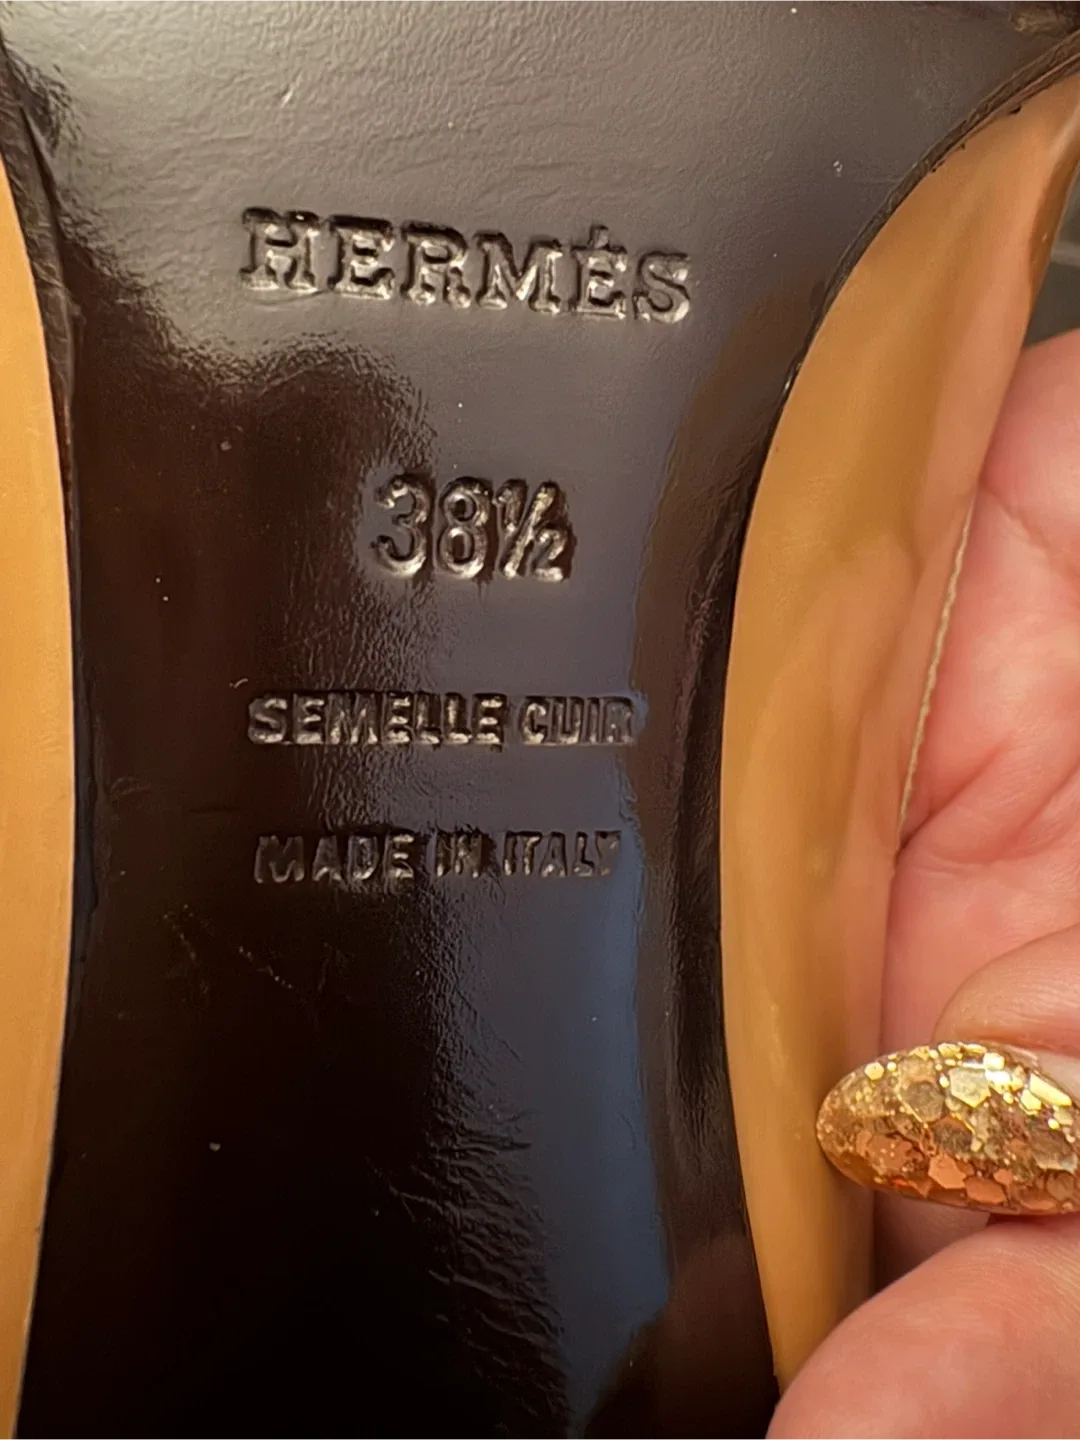 HERMÈS
38½
SEMELLE CUIR
MADE IN ITALY